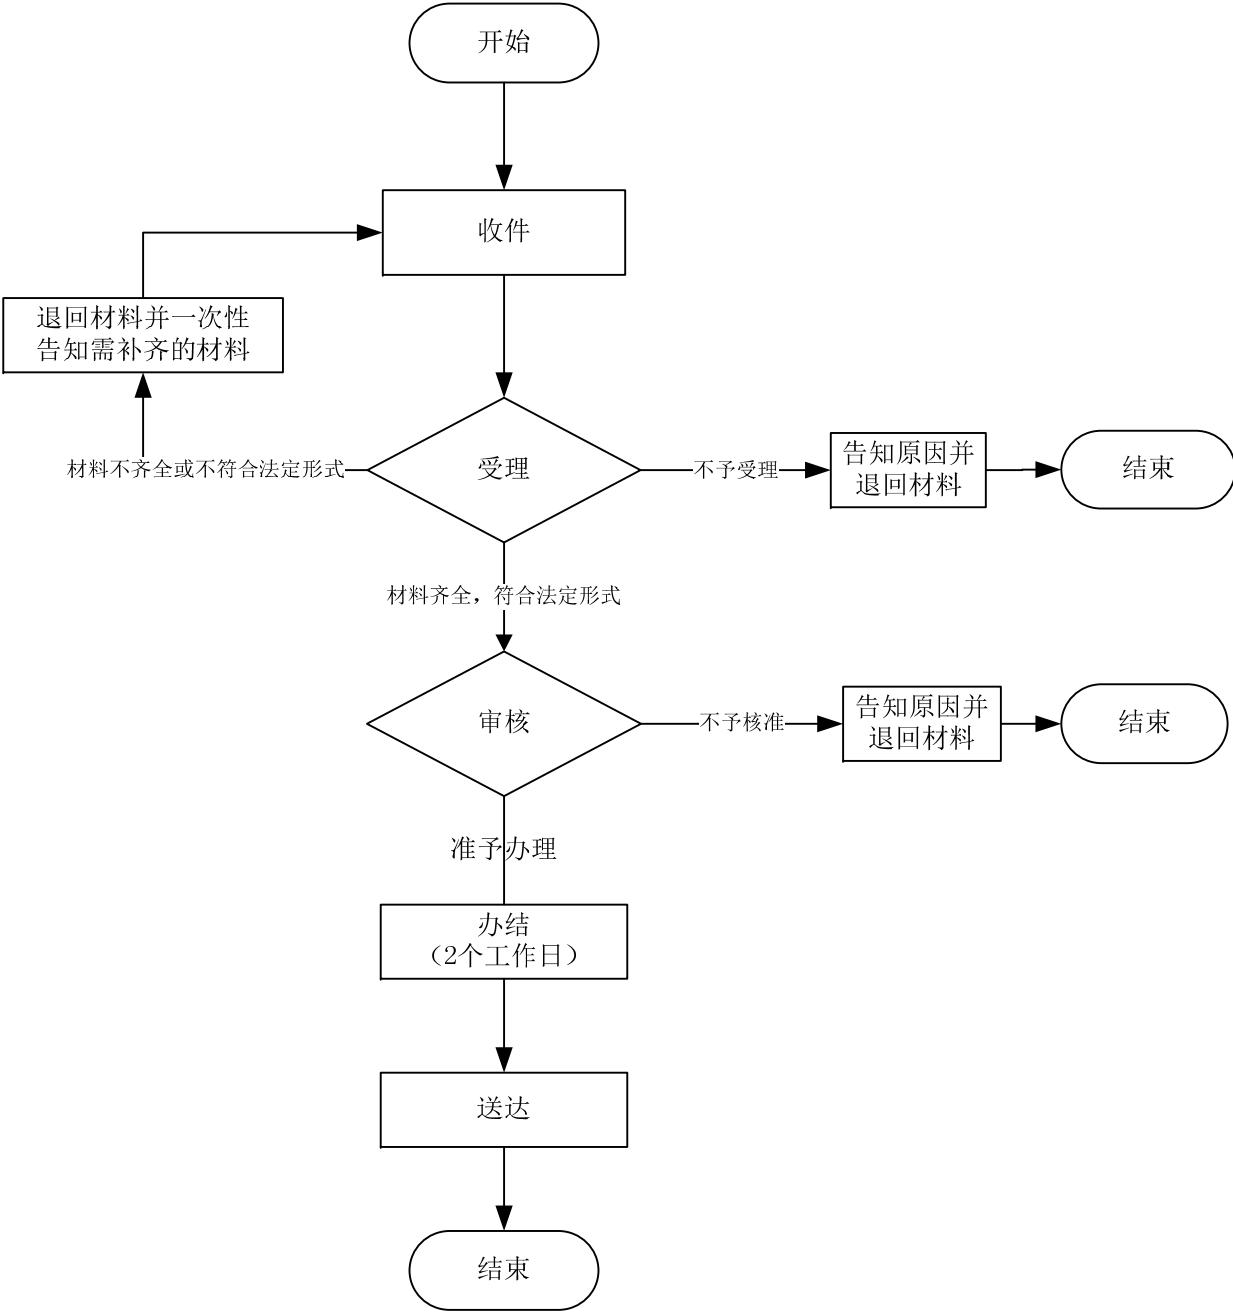 开始
收件
退回材料并一次性
告知需补齐的材料
材料不齐全或不符合法定形式
受理
不予受理
告知原因并
退回材料
结束
材料齐全，符合法定形式
审核
不予核准
告知原因并
退回材料
结束
准予办理
办结
（2个工作日）
送达
结束